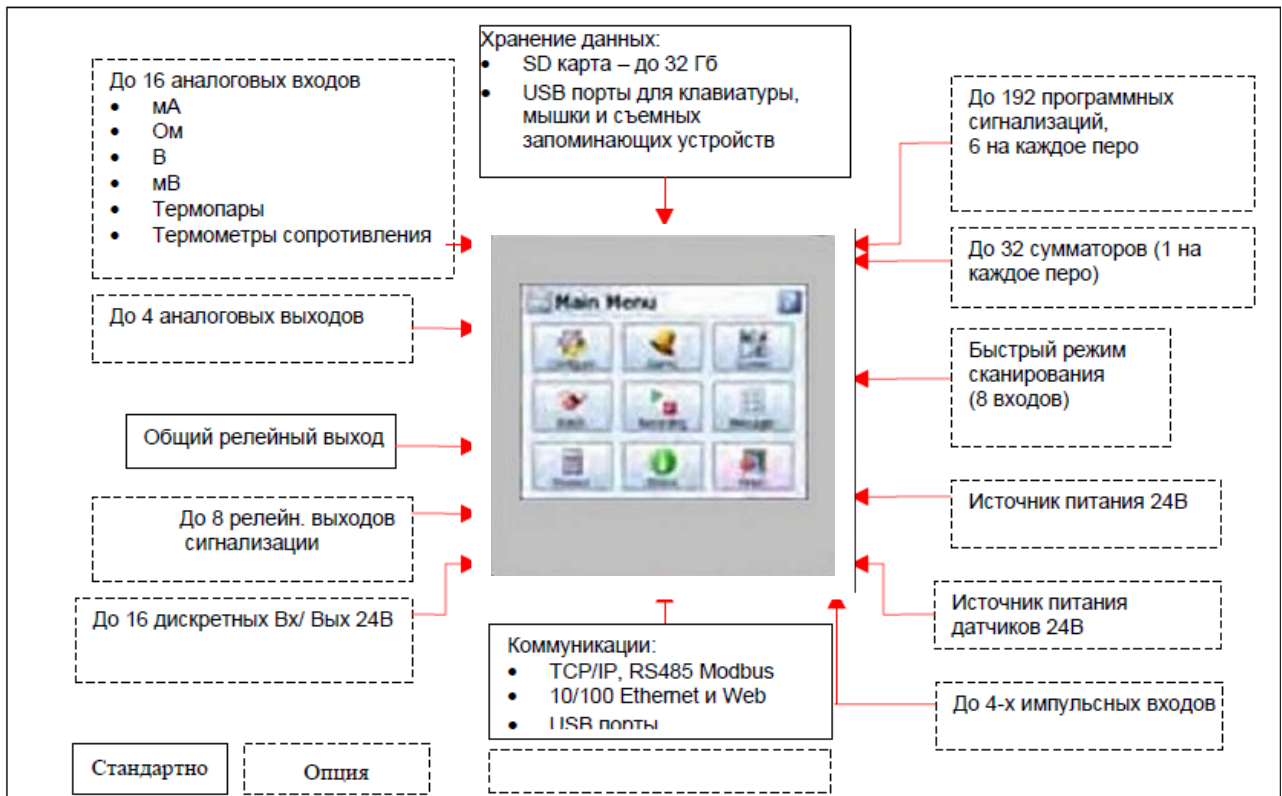 Хранение данных:
• SD карта – до 32 Гб
• USB порты для клавиатуры,
мышки и съемных
запоминающих устройств
До 16 аналоговых входов
• мА
• Ом
• В
• мВ
• Термопары
• Термометры сопротивления
До 4 аналоговых выходов
Общий релейный выход
До 8 релейн. выходов
сигнализации
До 16 дискретных Вх/ Вых 24В
Main Menu
До 192 программных
сигнализаций,
6 на каждое перо
До 32 сумматоров (1 на
каждое перо)
Быстрый режим
сканирования
(8 входов)
Источник питания 24В
Источник питания
датчиков 24В
До 4-х импульсных входов
Коммуникации:
• TCP/IP, RS485 Modbus
• 10/100 Ethernet и Web
• USB порты
Стандартно
Опция